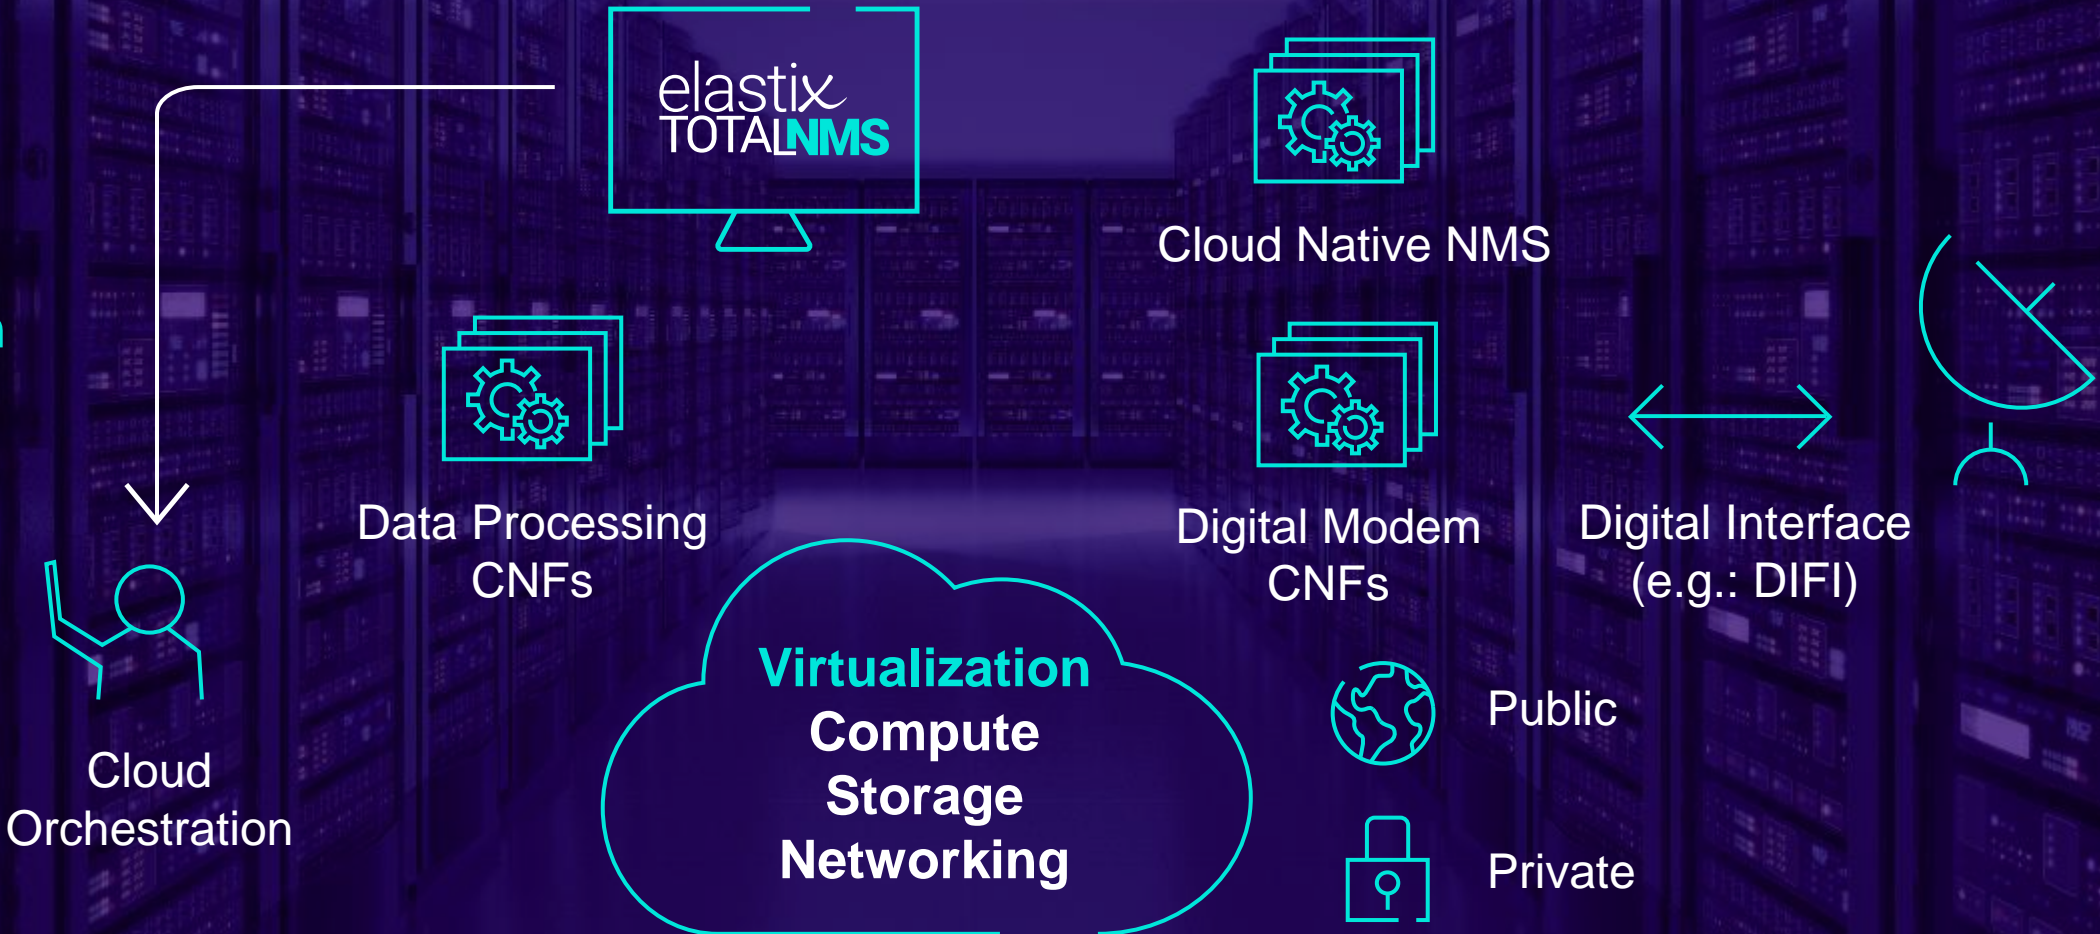 elastix
TOTALNMS
Cloud Native NMS
Data Processing
CNFs
Digital Modem
CNFs
Digital Interface
(e.g.: DIFI)
Cloud
Orchestration
Virtualization
Compute
Storage
Networking
Public
Private